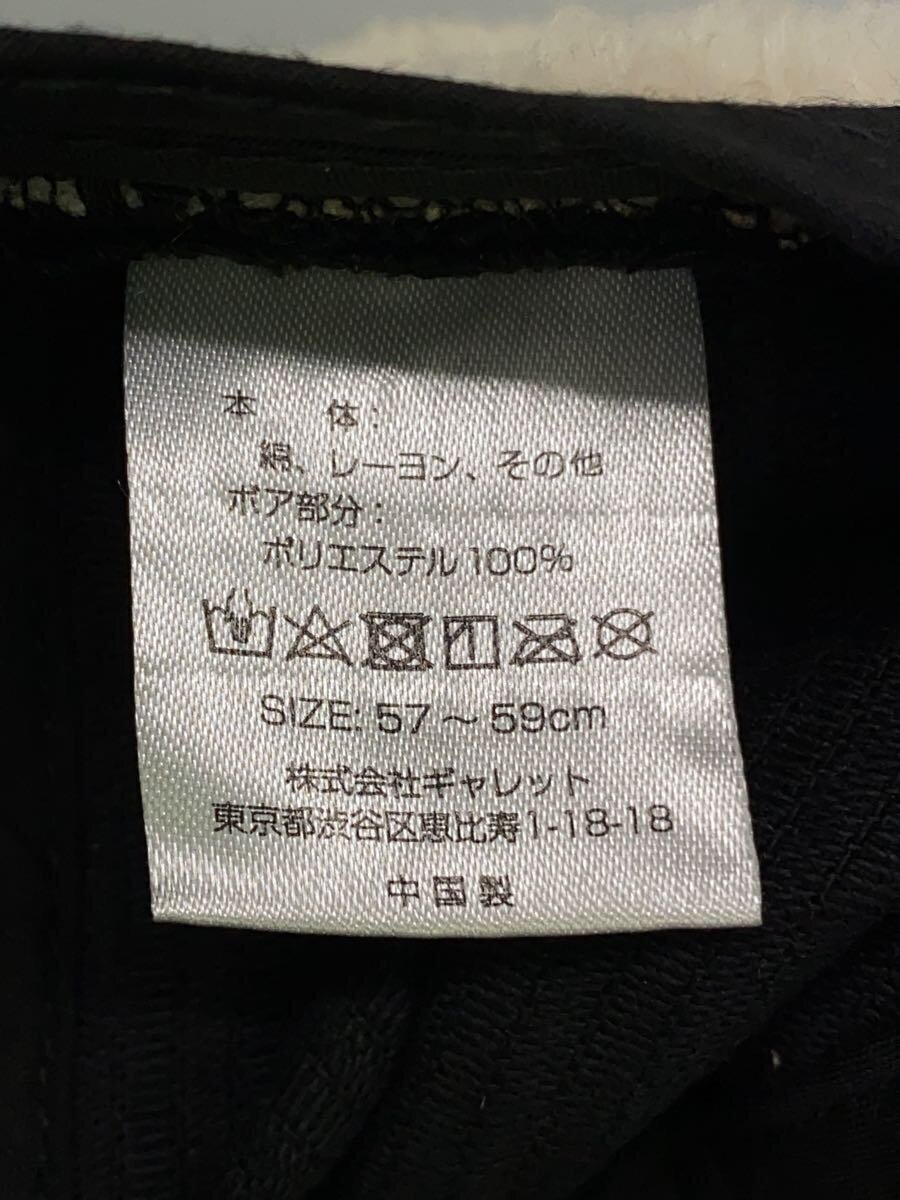 本 体:
綿、レーヨン、その他
ボア部分:
ポリエステル100%
SIZE: 57 ～ 59cm
株式会社ギャレット
東京都渋谷区恵比寿1-18-18
中国製